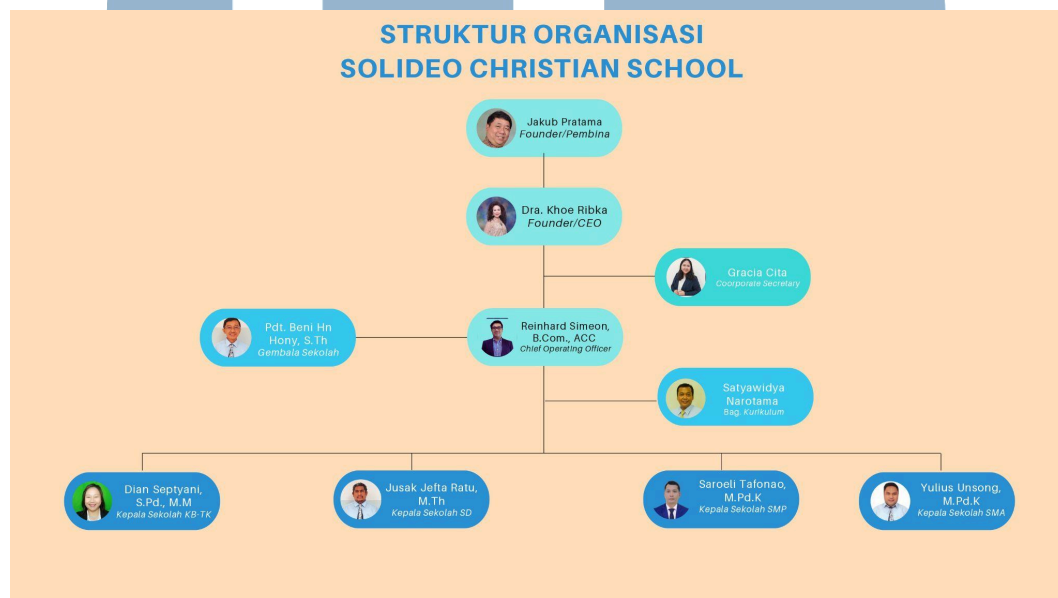 STRUKTUR ORGANISASI
SOLIDEO CHRISTIAN SCHOOL
Jakub Pratama
Founder/Pembina
Dra. Khoe Ribka
Founder/CEO
Gracia Cita
Coorporate Secretary
Pdt. Beni Hn
Hony, S.Th
Gembala Sekolah
Reinhard Simeon,
B.Com., ACC
Chief Operating Officer
Satyawidya
Narotama
Bag. Kurikulum
Dian Septyani,
S.Pd., M.M
Kepala Sekolah KB-TK
Jusak Jefta Ratu,
M.Th
Kepala Sekolah SD
Saroeli Tafonao,
M.Pd.K
Kepala Sekolah SMP
Yulius Unsong,
M.Pd.K
Kepala Sekolah SMA